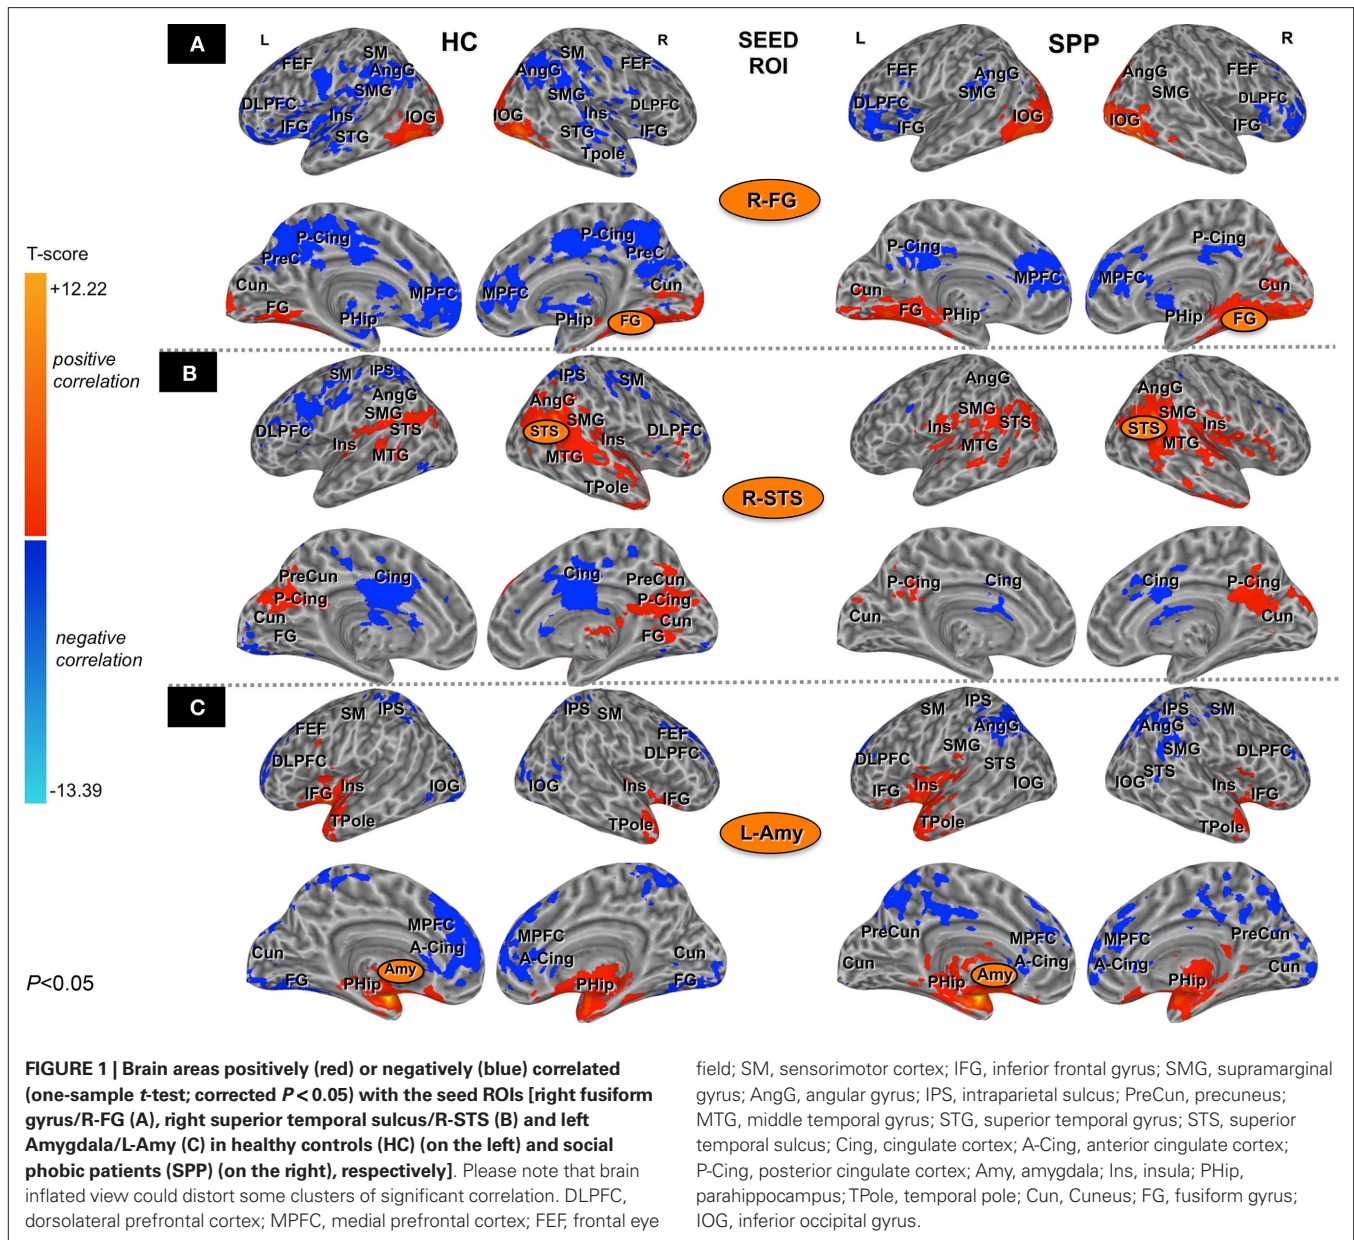 A
L
HC
R
SEED
ROI
L
SPP
R
FEF
SM
AngG
SMG
DLPFC
Ins
IFG
STG
IOG
SM
AngG
FEF
SMG
DLPFC
IOG
Ins
STG
IFG
Tpole
FEF
AngG
SMG
DLPFC
IFG
IOG
AngG
FEF
SMG
DLPFC
IOG
IFG
R-FG
P-Cing
PreC
Cun
MPFC
FG
PHip
P-Cing
PreC
Cun
MPFC
PHip
FG
P-Cing
MPFC
Cun
FG
PHip
P-Cing
MPFC
Cun
PHip
FG
T-score
+12.22
positive
correlation
negative
correlation
-13.39
P<0.05
B
SM
IPS
AngG
SMG
DLPFC
STS
Ins
MTG
IPS
SM
AngG
SMG
STS
DLPFC
Ins
MTG
TPole
AngG
SMG
Ins
STS
MTG
AngG
SMG
STS
Ins
MTG
R-STS
PreCun
Cing
P-Cing
Cun
FG
Cing
PreCun
P-Cing
Cun
FG
P-Cing
Cing
Cun
Cing
P-Cing
Cun
C
SM
IPS
FEF
DLPFC
IFG
Ins
IOG
TPole
IPS
SM
FEF
DLPFC
IOG
Ins
IFG
TPole
SM
IPS
AngG
SMG
DLPFC
STS
IFG
Ins
IOG
TPole
IPS
SM
AngG
SMG
DLPFC
IOG
STS
Ins
IFG
TPole
L-Amy
MPFC
A-Cing
Cun
Amy
FG
PHip
MPFC
A-Cing
Cun
PHip
FG
PreCun
MPFC
Cun
A-Cing
PHip
Amy
MPFC
PreCun
A-Cing
Cun
PHip
FIGURE 1 | Brain areas positively (red) or negatively (blue) correlated
(one-sample t-test; corrected P < 0.05) with the seed ROIs [right fusiform
gyrus/R-FG (A), right superior temporal sulcus/R-STS (B) and left
Amygdala/L-Amy (C) in healthy controls (HC) (on the left) and social
phobic patients (SPP) (on the right), respectively]. Please note that brain
inflated view could distort some clusters of significant correlation. DLPFC,
dorsolateral prefrontal cortex; MPFC, medial prefrontal cortex; FEF, frontal eye
field; SM, sensorimotor cortex; IFG, inferior frontal gyrus; SMG, supramarginal
gyrus; AngG, angular gyrus; IPS, intraparietal sulcus; PreCun, precuneus;
MTG, middle temporal gyrus; STG, superior temporal gyrus; STS, superior
temporal sulcus; Cing, cingulate cortex; A-Cing, anterior cingulate cortex;
P-Cing, posterior cingulate cortex; Amy, amygdala; Ins, insula; PHip,
parahippocampus; TPole, temporal pole; Cun, Cuneus; FG, fusiform gyrus;
IOG, inferior occipital gyrus.